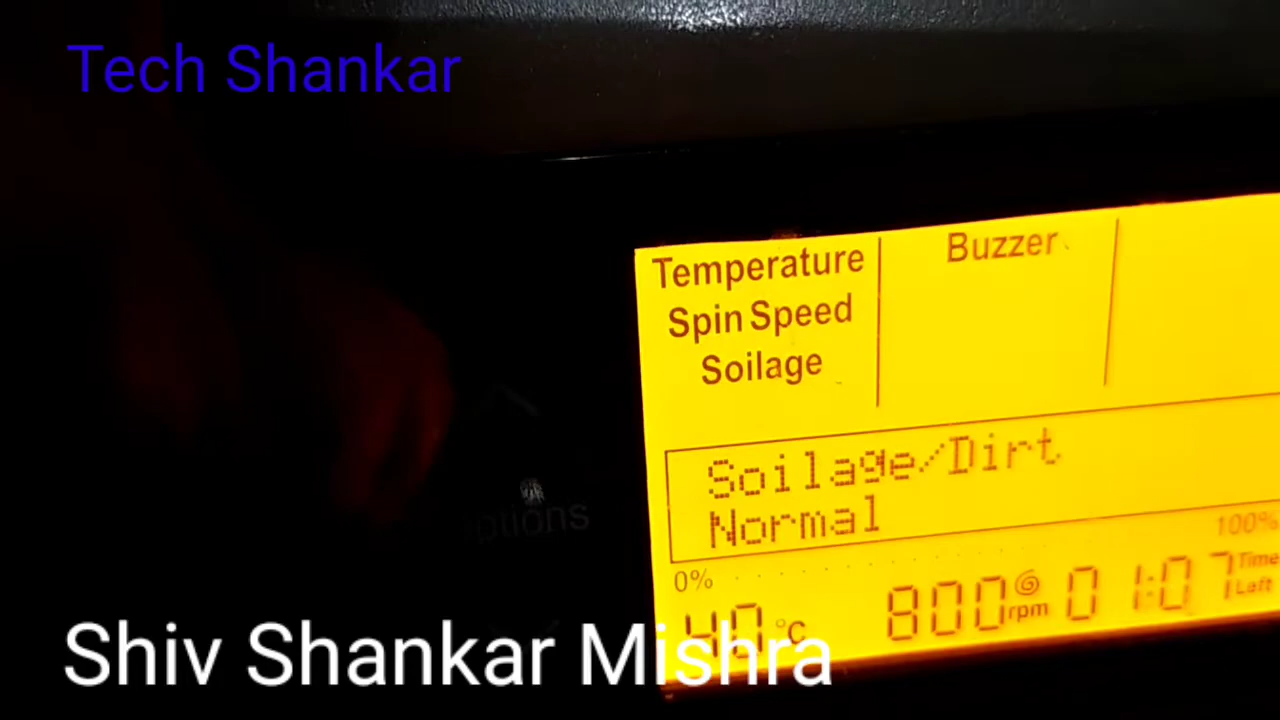 Tech Shankar
Temperature
Spin Speed
Soilage
Buzzer
Soilage/Dirt
Normal
0%
100%
40 °C
800 rpm
01:07 Time Left
Shiv Shankar Mishra